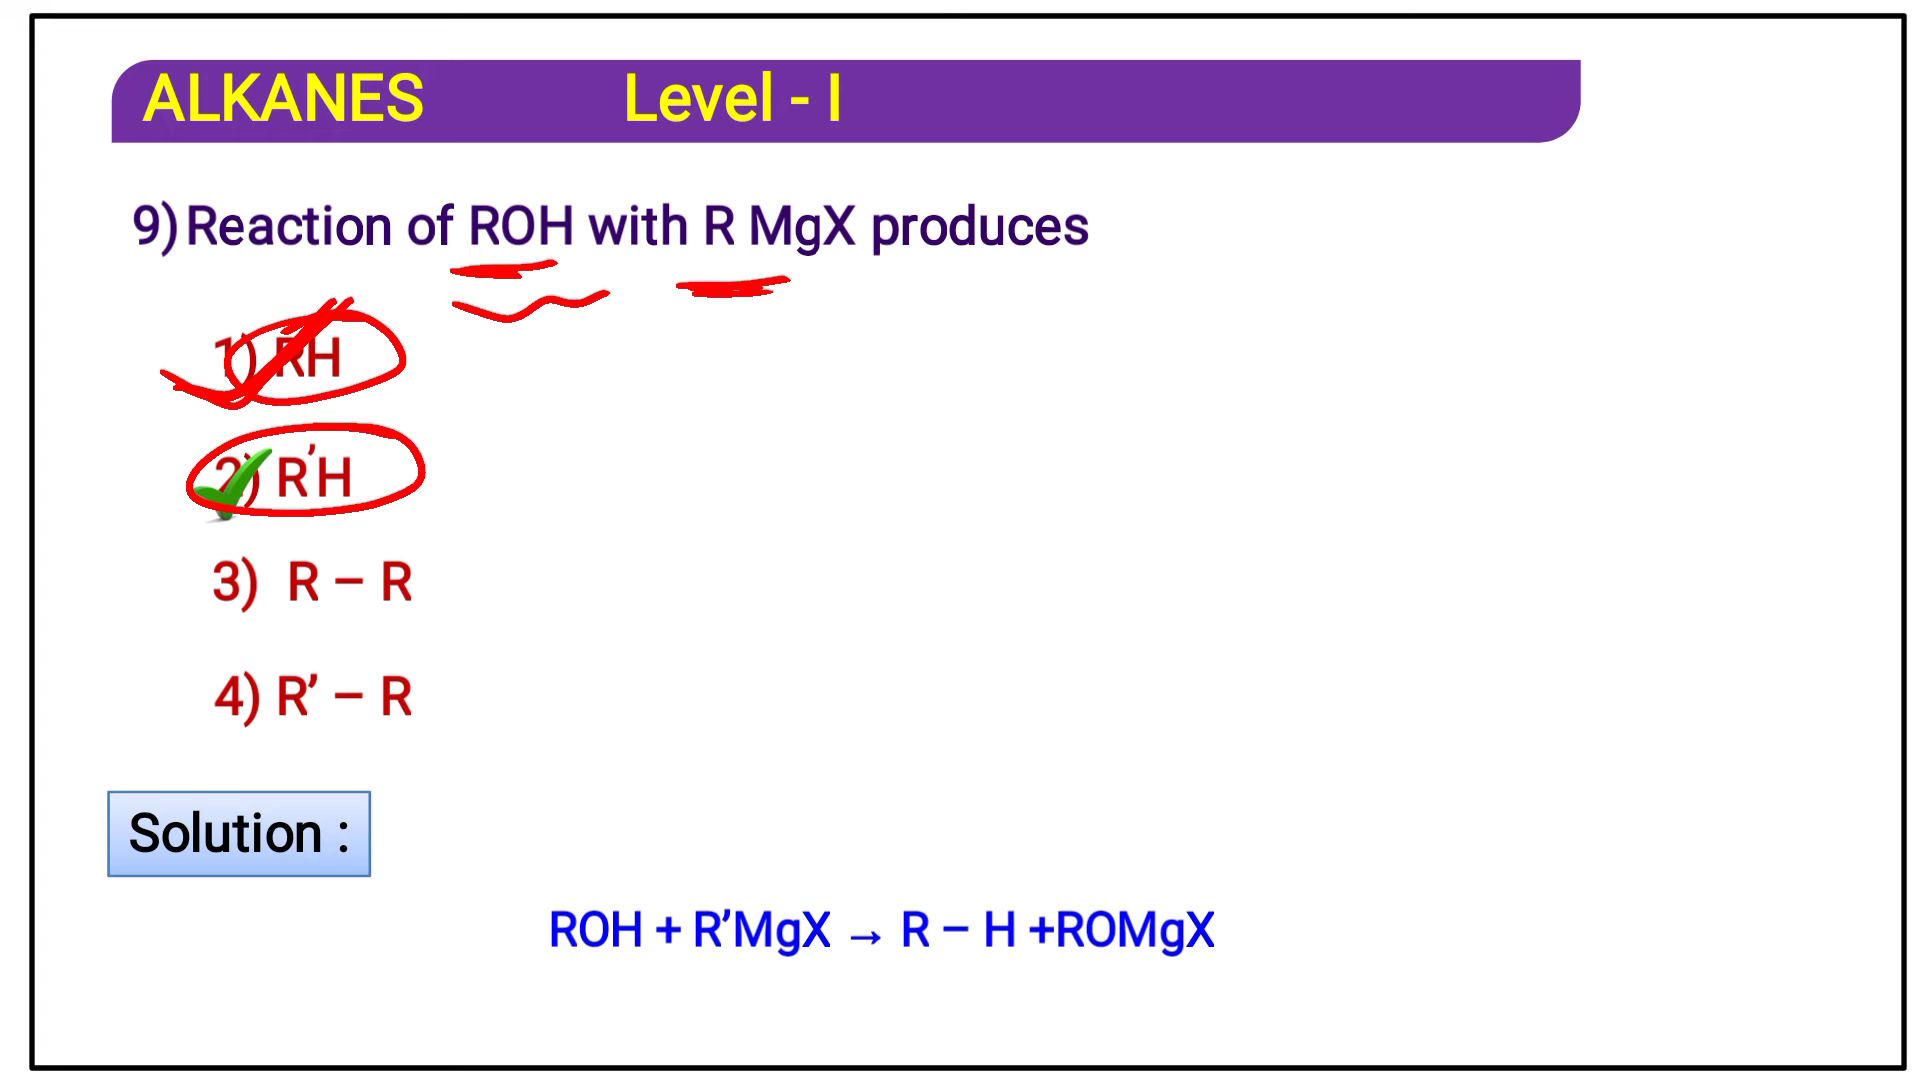 ALKANES Level - I
9) Reaction of ROH with R MgX produces
1) RH
2) R’H
3) R – R
4) R’ – R
Solution :
ROH + R’MgX → R – H +ROMgX